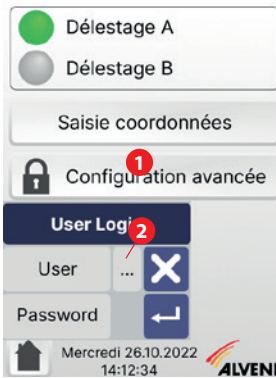 Délestage A
Délestage B
Saisie coordonnées
1
Configuration avancée
User Login
2
User
...
Password
Mercredi 26.10.2022
14:12:34